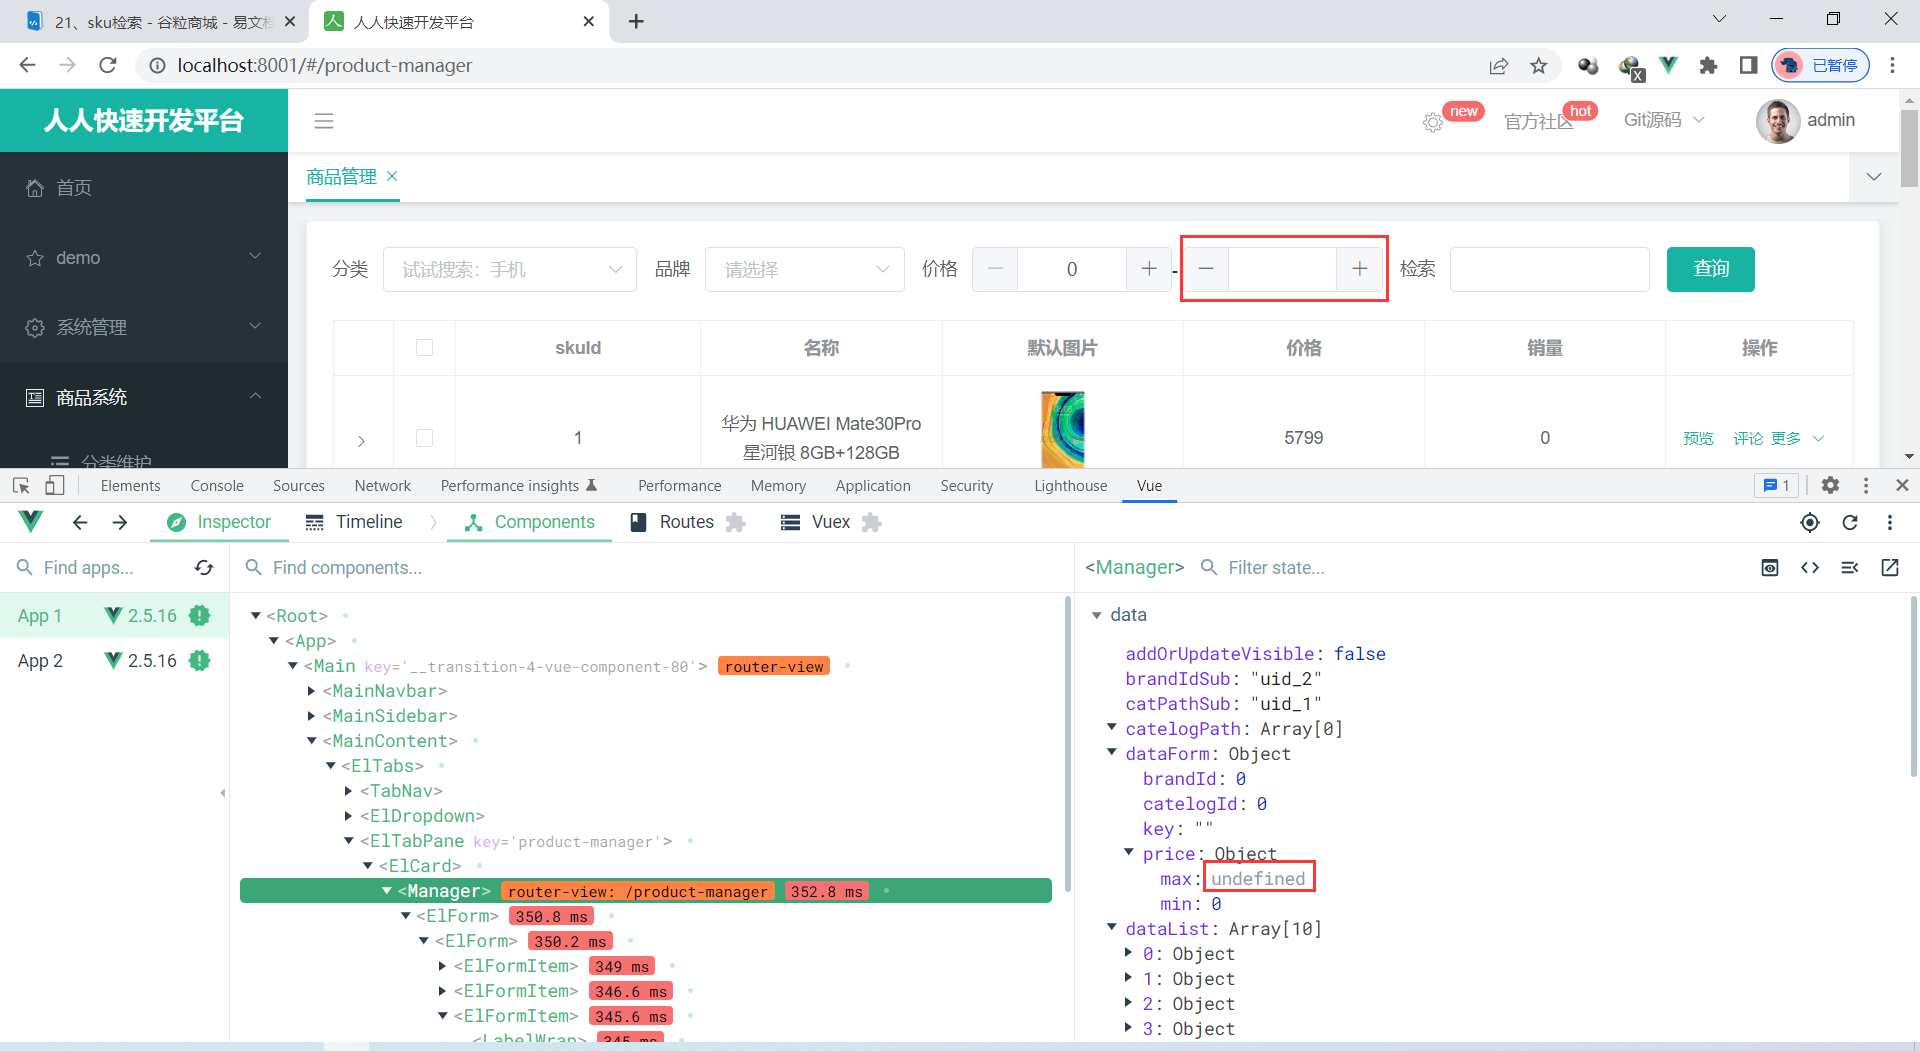 21、sku检索 - 谷粒商城 - 易文档
人人快速开发平台
localhost:8001/#/product-manager
已暂停
人人快速开发平台
new
官方社区
hot
Git源码
admin
首页
demo
系统管理
商品系统
分类维护
商品管理
分类
试试搜索：手机
品牌
请选择
价格
0
-
检索
查询
skuId
名称
默认图片
价格
销量
操作
1
华为 HUAWEI Mate30Pro
星河银 8GB+128GB
5799
0
预览 评论 更多
Elements Console Sources Network Performance insights Performance Memory Application Security Lighthouse Vue
1
Inspector Timeline Components Routes Vuex
Find apps...
Find components...
<Manager> Filter state...
App 1 2.5.16
App 2 2.5.16
<Root>
<App>
<Main key='__transition-4-vue-component-80'> router-view
<MainNavbar>
<MainSidebar>
<MainContent>
<ElTabs>
<TabNav>
<ElDropdown>
<ElTabPane key='product-manager'>
<ElCard>
<Manager> router-view: /product-manager 352.8 ms
<ElForm> 350.8 ms
<ElForm> 350.2 ms
<ElFormItem> 349 ms
<ElFormItem> 346.6 ms
<ElFormItem> 345.6 ms
<LabelWrap> 345 ms
data
addOrUpdateVisible: false
brandIdSub: "uid_2"
catPathSub: "uid_1"
catelogPath: Array[0]
dataForm: Object
brandId: 0
catelogId: 0
key: ""
price: Object
max: undefined
min: 0
dataList: Array[10]
0: Object
1: Object
2: Object
3: Object